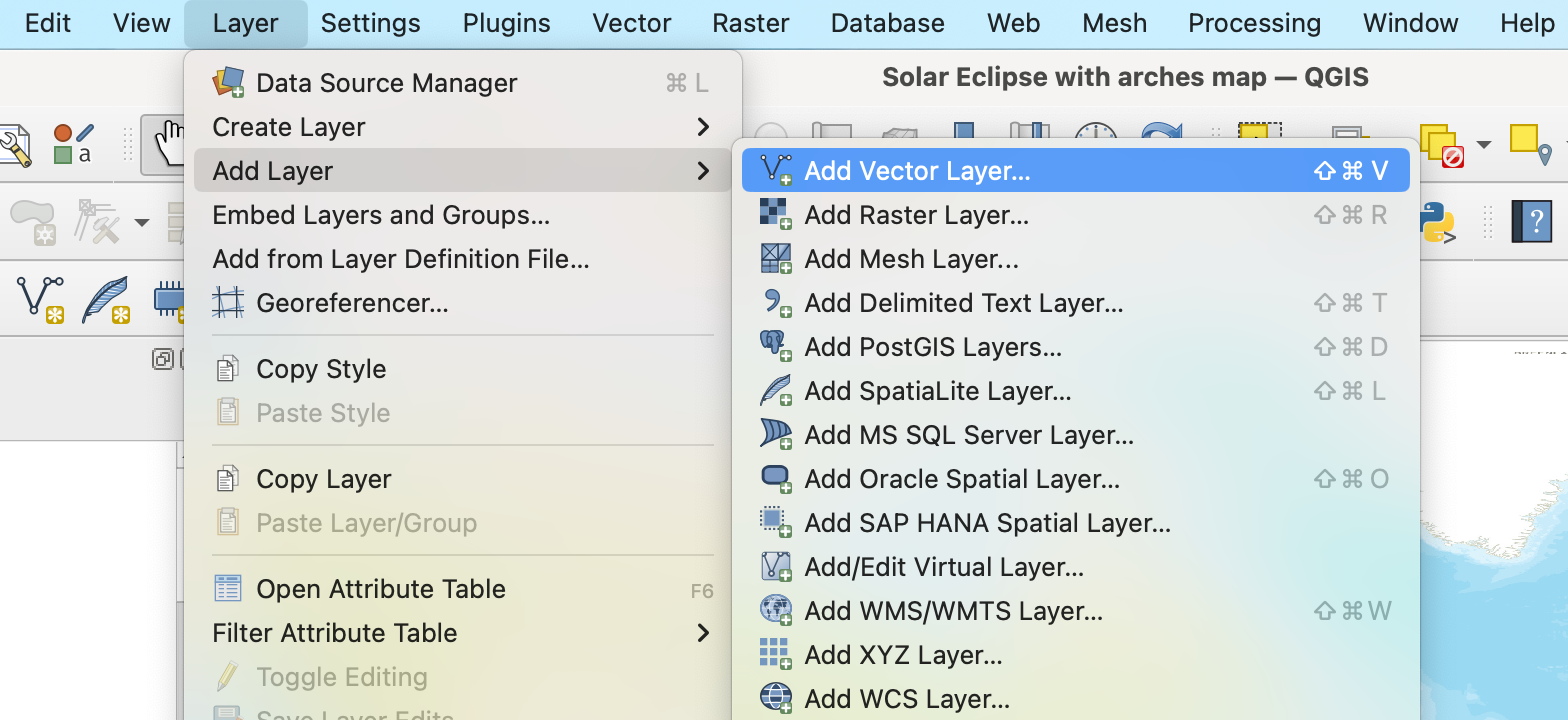 Edit View Layer Settings Plugins Vector Raster Database Web Mesh Processing Window Help
Solar Eclipse with arches map — QGIS
a
Data Source Manager ⌘ L
Create Layer
Add Layer
Embed Layers and Groups...
Add from Layer Definition File...
Georeferencer...
Copy Style
Paste Style
Copy Layer
Paste Layer/Group
Open Attribute Table F6
Filter Attribute Table
Toggle Editing
Save Layer Edits
Add Vector Layer... ⇧ ⌘ V
Add Raster Layer... ⇧ ⌘ R
Add Mesh Layer...
Add Delimited Text Layer... ⇧ ⌘ T
Add PostGIS Layers... ⇧ ⌘ D
Add SpatiaLite Layer... ⇧ ⌘ L
Add MS SQL Server Layer...
Add Oracle Spatial Layer... ⇧ ⌘ O
Add SAP HANA Spatial Layer...
Add/Edit Virtual Layer...
Add WMS/WMTS Layer... ⇧ ⌘ W
Add XYZ Layer...
Add WCS Layer...
?